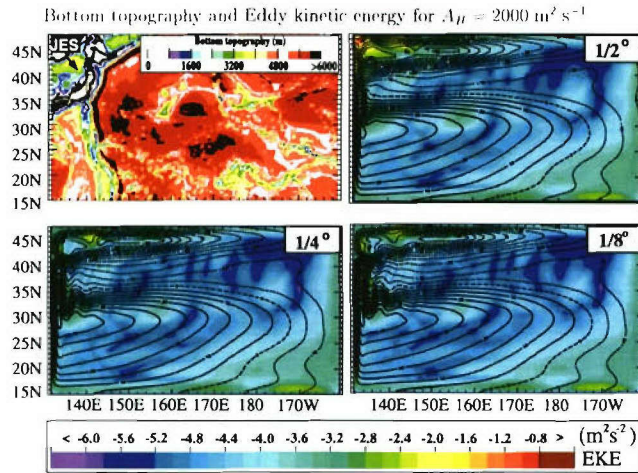 Bottom topography and Eddy kinetic energy for A_H = 2000 m² s⁻¹
JES
Bottom topography (m)
0 1600 3200 4800 >6000
1/2°
45N
40N
35N
30N
25N
20N
15N
1/4°
1/8°
45N
40N
35N
30N
25N
20N
15N
140E 150E 160E 170E 180 170W
140E 150E 160E 170E 180 170W
< -6.0 -5.6 -5.2 -4.8 -4.4 -4.0 -3.6 -3.2 -2.8 -2.4 -2.0 -1.6 -1.2 -0.8 >
(m²s⁻²)
EKE